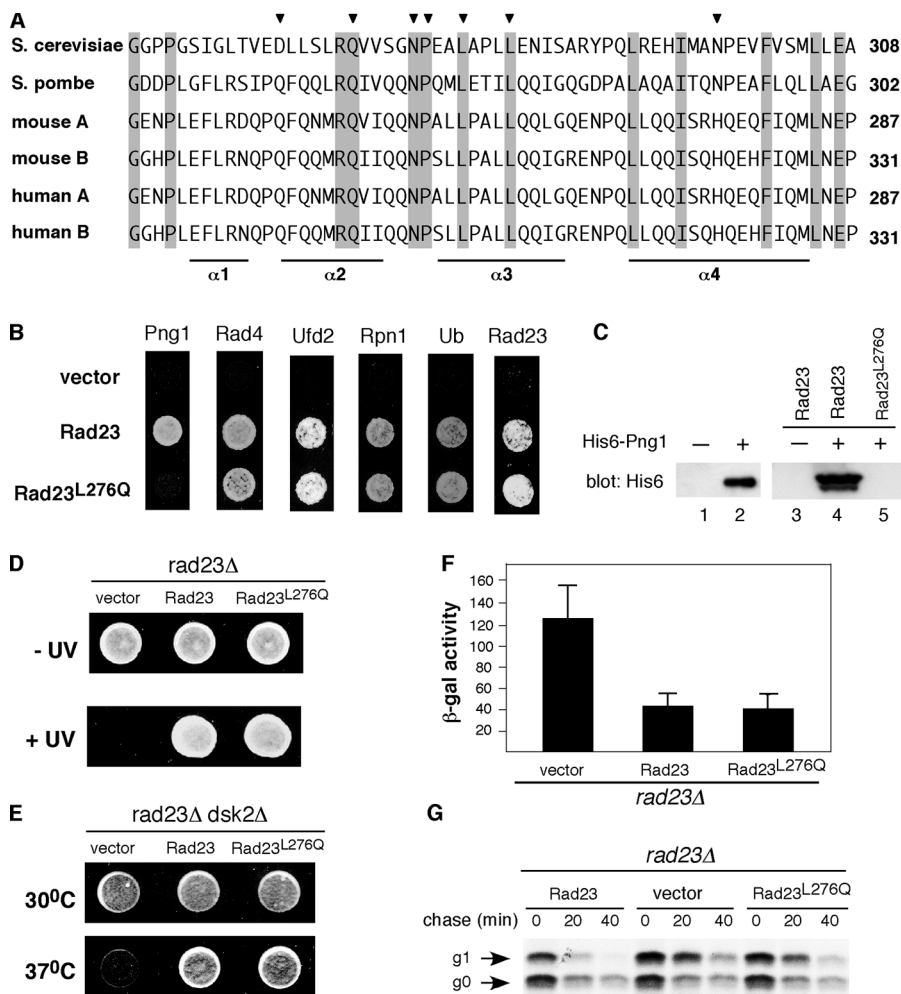 A
S. cerevisiae GGPPGSIGLTVEDLLSLRQVVSGNPEALAPLLENISARYPQLREHIMANPEVFVSMLLEA 308
S. pombe GDDPLGFLRSIPQFQQLRQIVQQNPQMLETILQQIGQGDPALAQAITQNPEAFLQLLAEG 302
mouse A GENPLEFLRDQPQFQNMRQVIQQNPALLPALLQQLGQENPQLLQQISRHQEQFIQMLNEP 287
mouse B GGHPLEFLRNQPQFQQMRQIIQQNPSLLPALLQQIGRENPQLLQQISQHQEHFIQMLNEP 331
human A GENPLEFLRDQPQFQNMRQVIQQNPALLPALLQQLGQENPQLLQQISRHQEQFIQMLNEP 287
human B GGHPLEFLRNQPQFQQMRQIIQQNPSLLPALLQQIGRENPQLLQQISQHQEHFIQMLNEP 331
α1 α2 α3 α4
B
Png1 Rad4 Ufd2 Rpn1 Ub Rad23
vector
Rad23
Rad23L276Q
C
Rad23 Rad23 Rad23L276Q
His6-Png1 — + — + +
blot: His6
1 2 3 4 5
D
rad23Δ
vector Rad23 Rad23L276Q
- UV
+ UV
E
rad23Δ dsk2Δ
vector Rad23 Rad23L276Q
30⁰C
37⁰C
F
β-gal activity
160
140
120
100
80
60
40
20
vector Rad23 Rad23L276Q
rad23Δ
G
rad23Δ
Rad23 vector Rad23L276Q
chase (min) 0 20 40 0 20 40 0 20 40
g1
g0